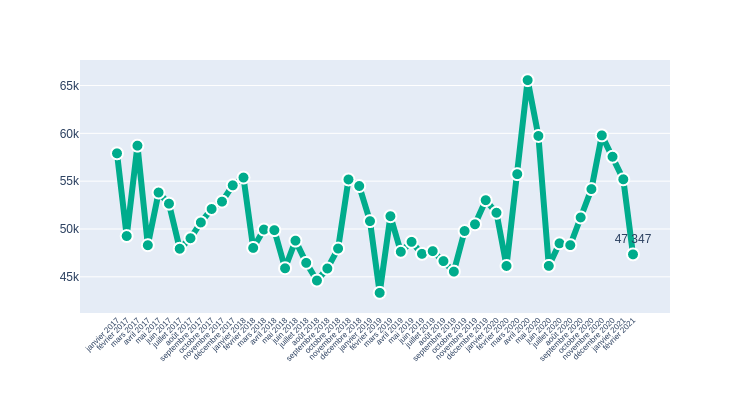 65k
60k
55k
50k
45k
47,347
janvier 2017
février 2017
mars 2017
avril 2017
mai 2017
juin 2017
juillet 2017
août 2017
septembre 2017
octobre 2017
novembre 2017
décembre 2017
janvier 2018
février 2018
mars 2018
avril 2018
mai 2018
juin 2018
juillet 2018
août 2018
septembre 2018
octobre 2018
novembre 2018
décembre 2018
janvier 2019
février 2019
mars 2019
avril 2019
mai 2019
juin 2019
juillet 2019
août 2019
septembre 2019
octobre 2019
novembre 2019
décembre 2019
janvier 2020
février 2020
mars 2020
avril 2020
mai 2020
juin 2020
juillet 2020
août 2020
septembre 2020
octobre 2020
novembre 2020
décembre 2020
janvier 2021
février 2021